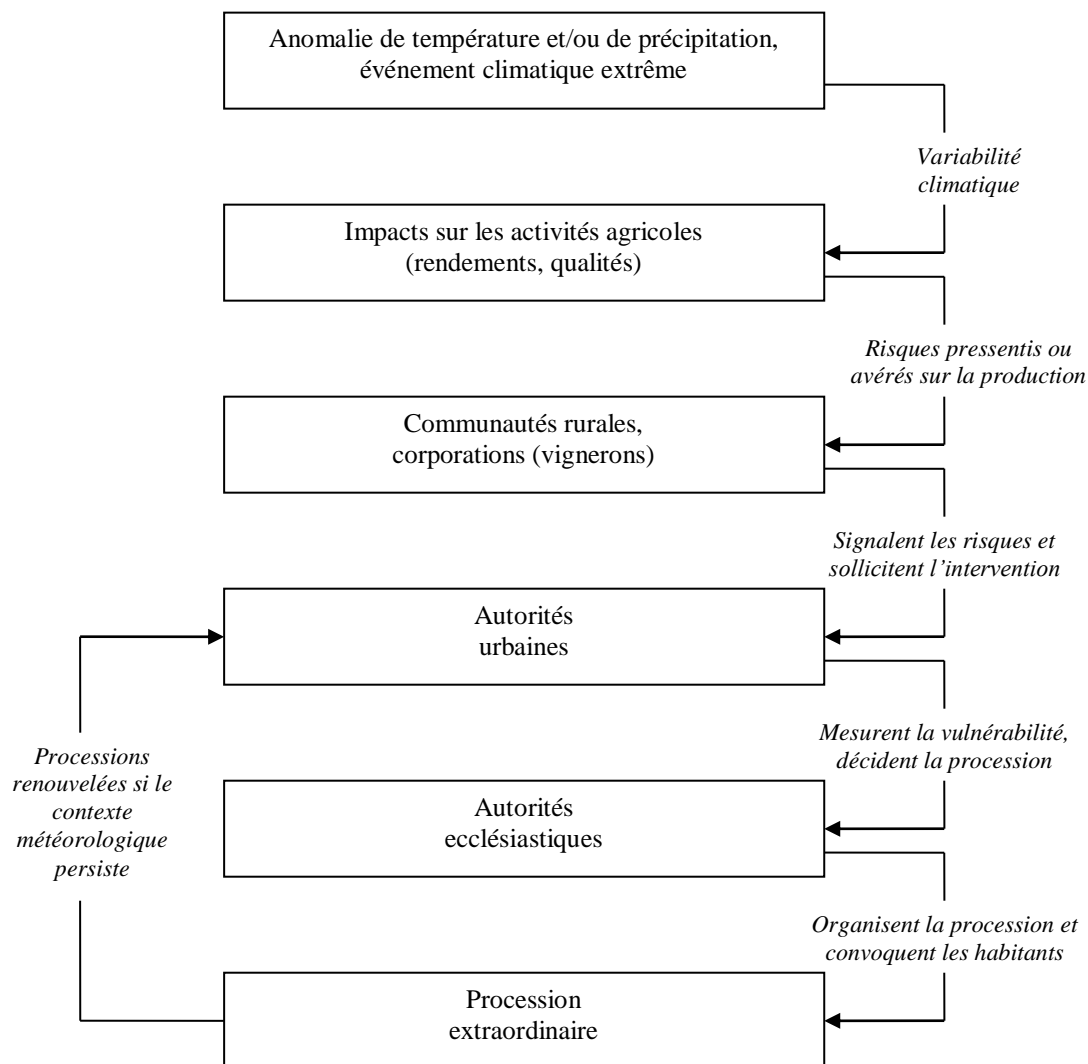 Anomalie de température et/ou de précipitation,
événement climatique extrême
Variabilité
climatique
Impacts sur les activités agricoles
(rendements, qualités)
Risques pressentis ou
avérés sur la production
Communautés rurales,
corporations (vignerons)
Signalent les risques et
sollicitent l’intervention
Autorités
urbaines
Mesurent la vulnérabilité,
décident la procession
Processions
renouvelées si le
contexte
météorologique
persiste
Autorités
ecclésiastiques
Organisent la procession et
convoquent les habitants
Procession
extraordinaire